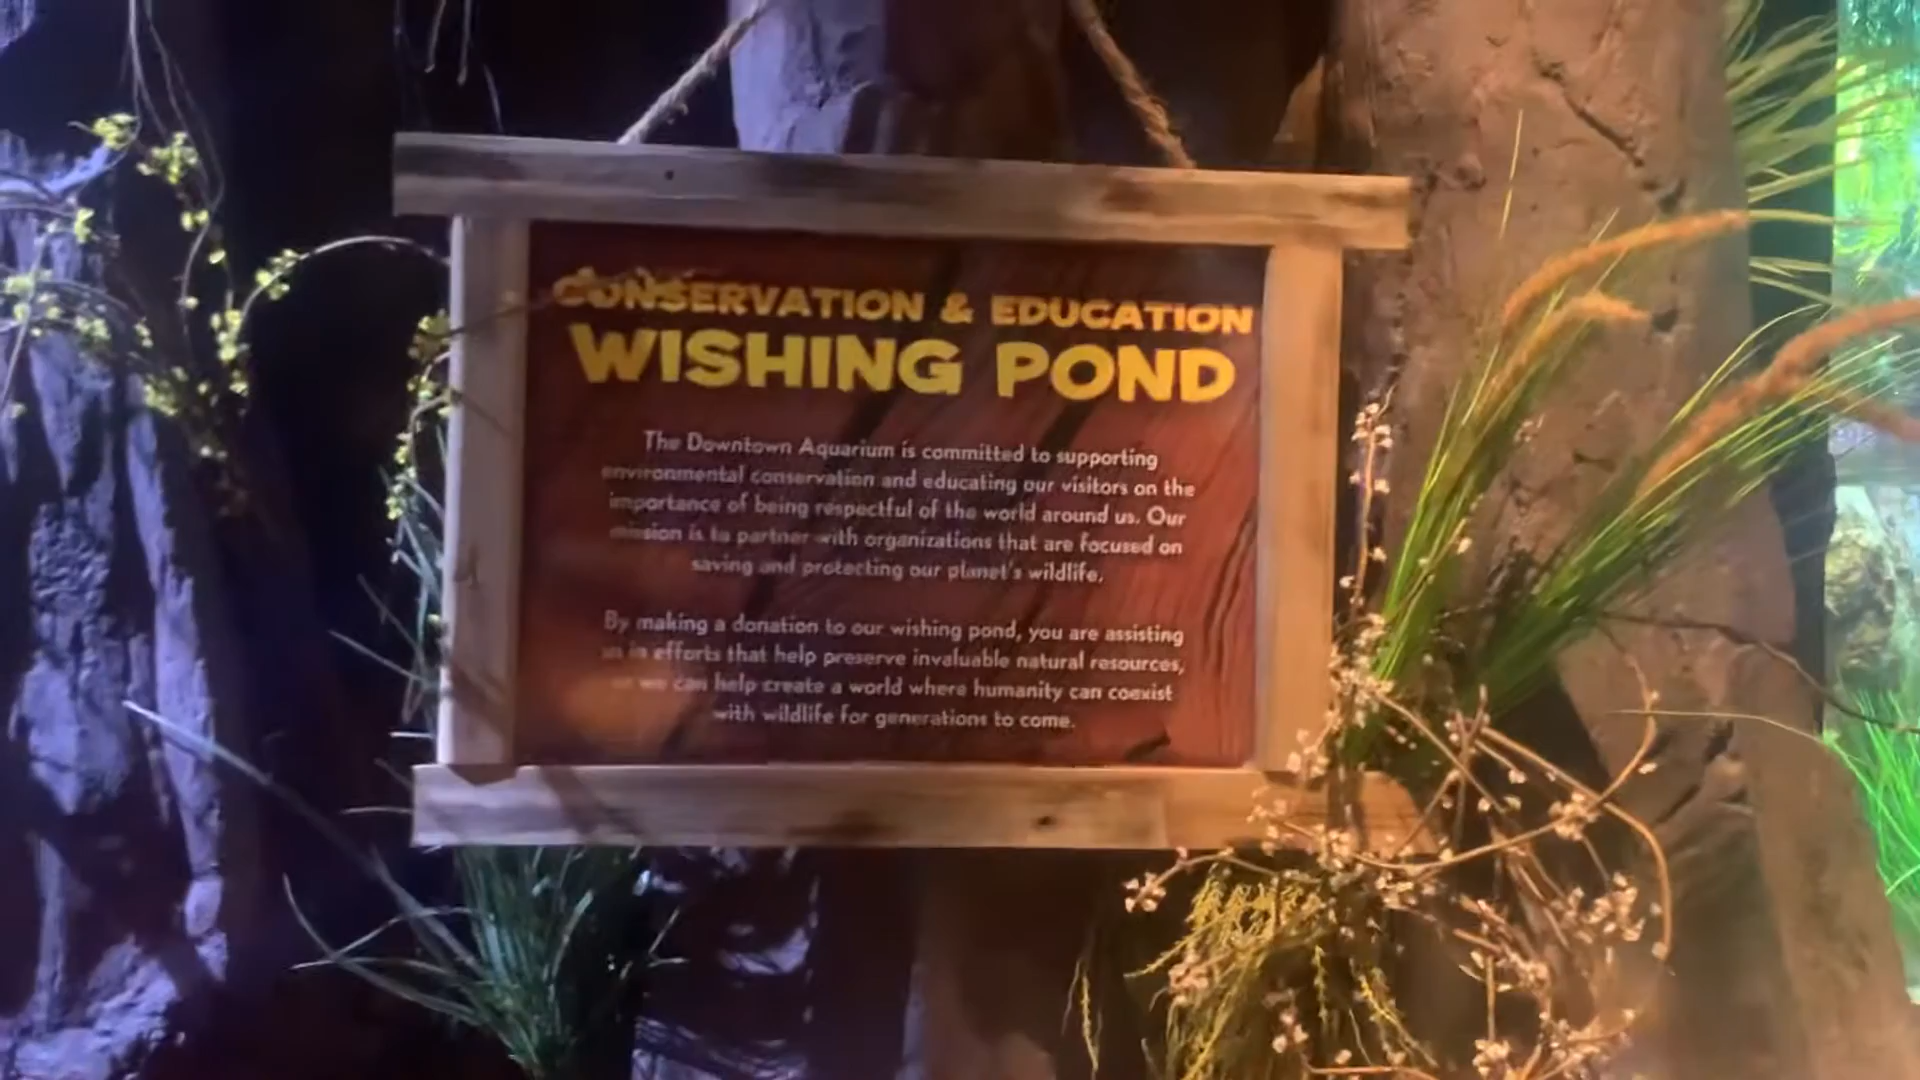 CONSERVATION & EDUCATION
WISHING POND
The Downtown Aquarium is committed to supporting
environmental conservation and educating our visitors on the
importance of being respectful of the world around us. Our
mission is to partner with organizations that are focused on
saving and protecting our planet's wildlife.
By making a donation to our wishing pond, you are assisting
us in efforts that help preserve invaluable natural resources,
we can help create a world where humanity can coexist
with wildlife for generations to come.